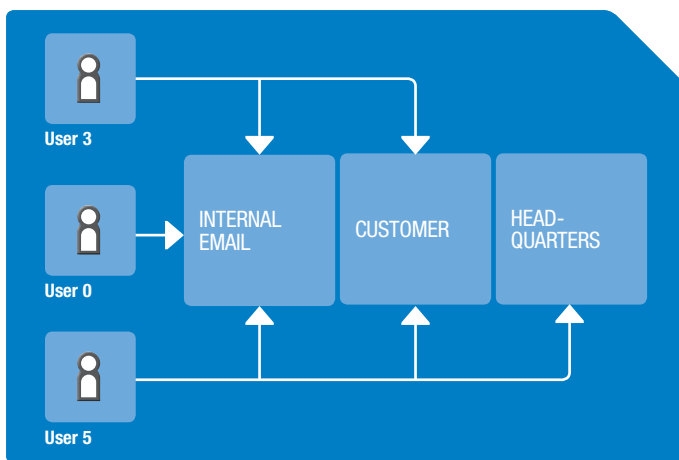 User 3
INTERNAL
EMAIL
CUSTOMER
HEAD-
QUARTERS
User 0
User 5